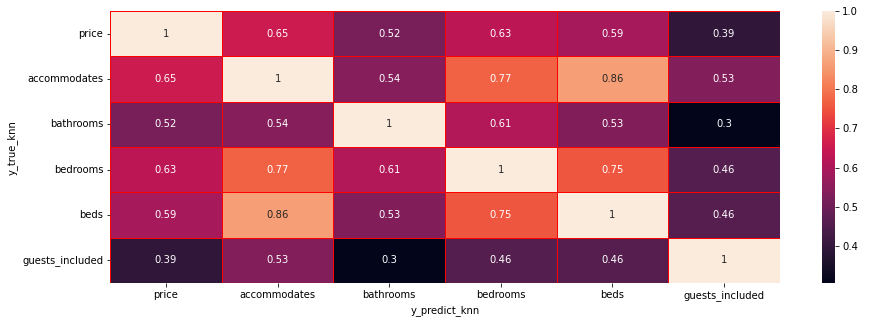 price 1 0.65 0.52 0.63 0.59 0.39
accommodates 0.65 1 0.54 0.77 0.86 0.53
bathrooms 0.52 0.54 1 0.61 0.53 0.3
bedrooms 0.63 0.77 0.61 1 0.75 0.46
beds 0.59 0.86 0.53 0.75 1 0.46
guests_included 0.39 0.53 0.3 0.46 0.46 1
price accommodates bathrooms bedrooms beds guests_included
y_predict_knn
y_true_knn
1.0
0.9
0.8
0.7
0.6
0.5
0.4